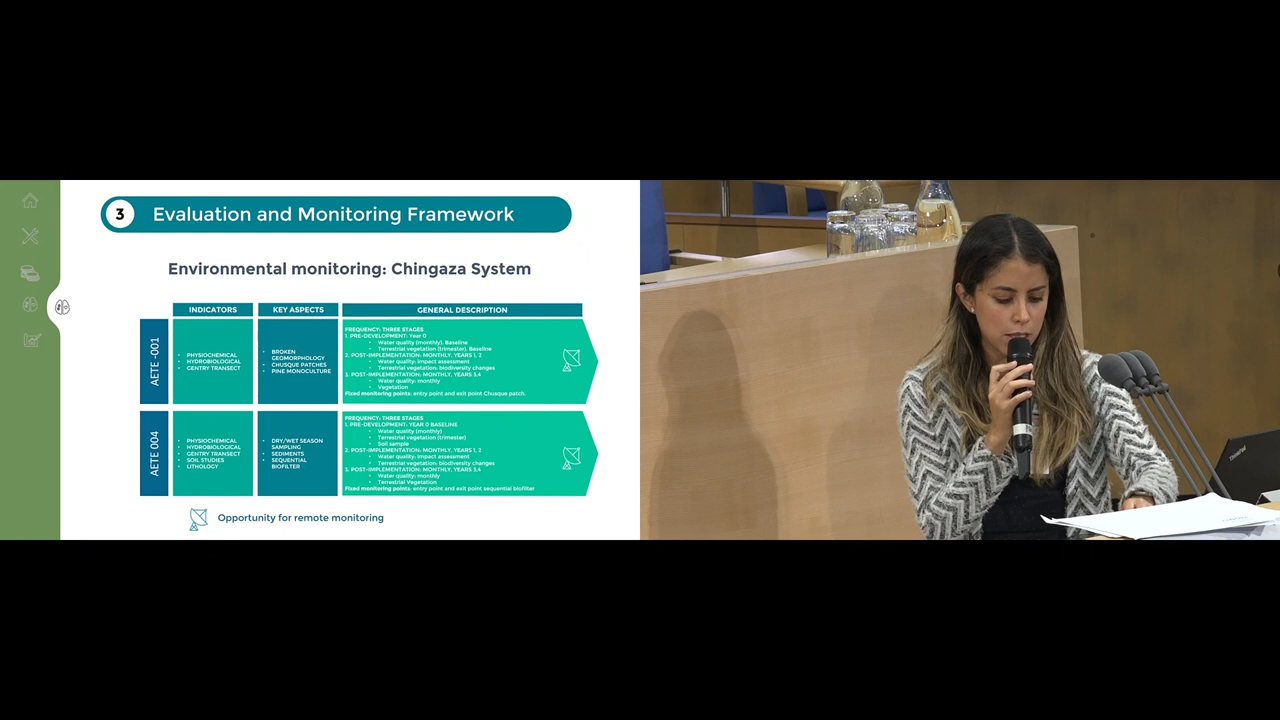 3 Evaluation and Monitoring Framework
Environmental monitoring: Chingaza System
INDICATORS KEY ASPECTS GENERAL DESCRIPTION
AETE -001
• PHYSIOCHEMICAL
• HYDROBIOLOGICAL
• GENTRY TRANSECT
• BROKEN
GEOMORPHOLOGY
• CHUSQUE PATCHES
• PINE MONOCULTURE
FREQUENCY: THREE STAGES
1. PRE-DEVELOPMENT: Year 0
• Water quality (monthly). Baseline
• Terrestrial vegetation (trimester). Baseline
2. POST-IMPLEMENTATION: MONTHLY, YEARS 1, 2
• Water quality: impact assessment
• Terrestrial vegetation: biodiversity changes
3. POST-IMPLEMENTATION: MONTHLY, YEARS 3,4
• Water quality: monthly
• Vegetation
Fixed monitoring points: entry point and exit point Chusque patch.
AETE 004
• PHYSIOCHEMICAL
• HYDROBIOLOGICAL
• GENTRY TRANSECT
• SOIL STUDIES
• LITHOLOGY
• DRY/WET SEASON
SAMPLING
• SEDIMENTS
• SEQUENTIAL
BIOFILTER
FREQUENCY: THREE STAGES
1. PRE-DEVELOPMENT: YEAR 0 BASELINE
• Water quality (monthly)
• Terrestrial vegetation (trimester)
• Soil sample
2. POST-IMPLEMENTATION: MONTHLY, YEARS 1, 2
• Water quality: impact assessment
• Terrestrial vegetation: biodiversity changes
3. POST-IMPLEMENTATION: MONTHLY, YEARS 3,4
• Water quality: monthly
• Terrestrial Vegetation
Fixed monitoring points: entry point and exit point sequential biofilter
Opportunity for remote monitoring
ThinkPad